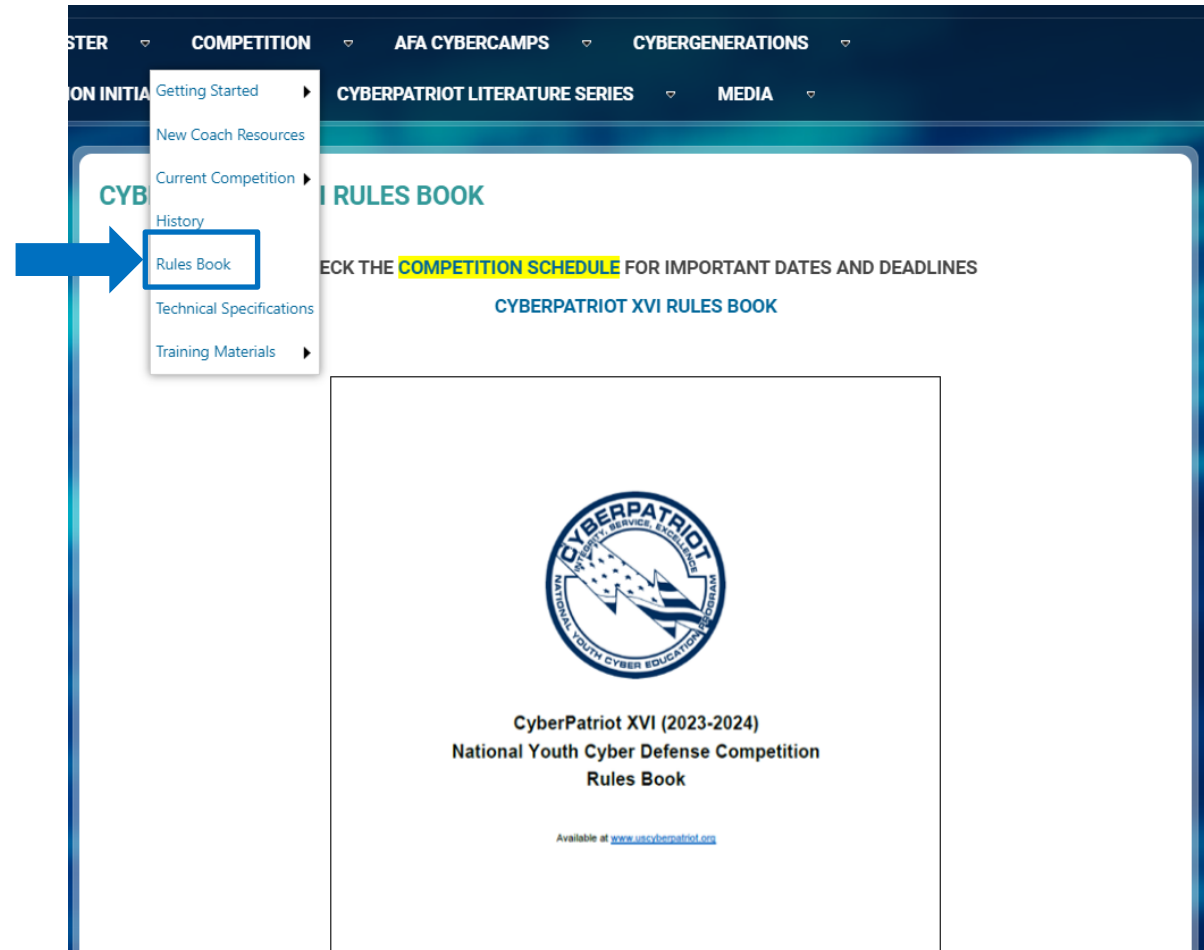 STER COMPETITION AFA CYBERCAMPS CYBERGENERATIONS
ION INITIA CYBERPATRIOT LITERATURE SERIES MEDIA
Getting Started
New Coach Resources
Current Competition
History
Rules Book
Technical Specifications
Training Materials
CYB I RULES BOOK
ECK THE COMPETITION SCHEDULE FOR IMPORTANT DATES AND DEADLINES
CYBERPATRIOT XVI RULES BOOK
CYBERPATRIOT
INTEGRITY, SERVICE, EXCELLENCE
NATIONAL YOUTH CYBER EDUCATION PROGRAM
CyberPatriot XVI (2023-2024)
National Youth Cyber Defense Competition
Rules Book
Available at www.uscyberpatriot.org